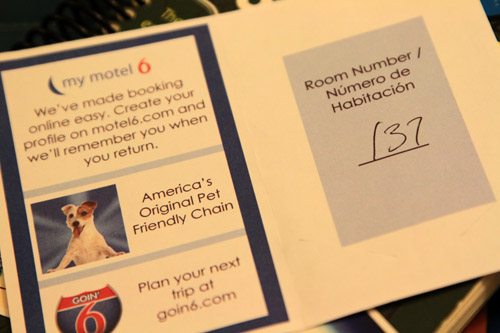 my motel 6
We've made booking
online easy. Create your
profile on motel6.com and
we'll remember you when
you return.
America's
Original Pet
Friendly Chain
GOIN'
6
Plan your next
trip at
goin6.com
Room Number /
Número de
Habitación
137